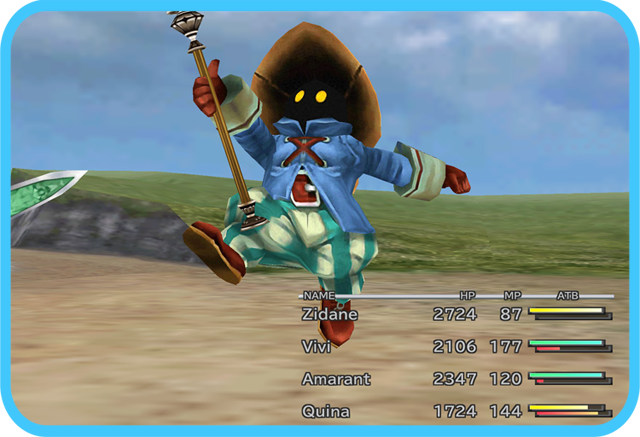 NAME HP MP ATB
Zidane 2724 87
Vivi 2106 177
Amarant 2347 120
Quina 1724 144